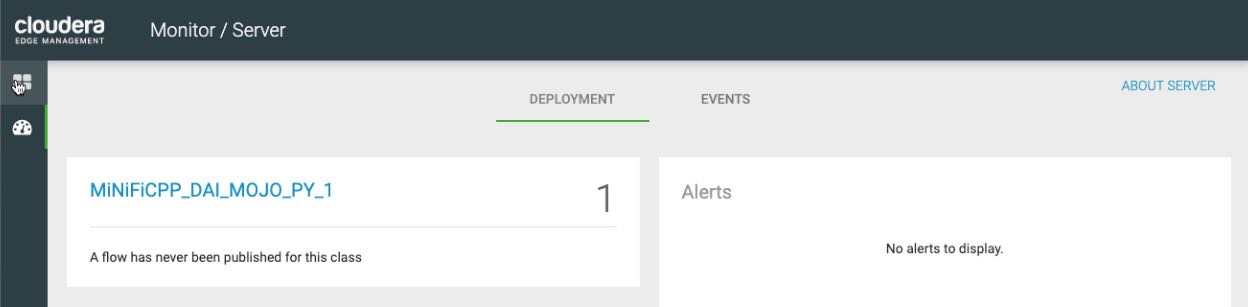 cloudera
EDGE MANAGEMENT
Monitor / Server
ABOUT SERVER
DEPLOYMENT
EVENTS
MiNiFiCPP_DAI_MOJO_PY_1
1
A flow has never been published for this class
Alerts
No alerts to display.